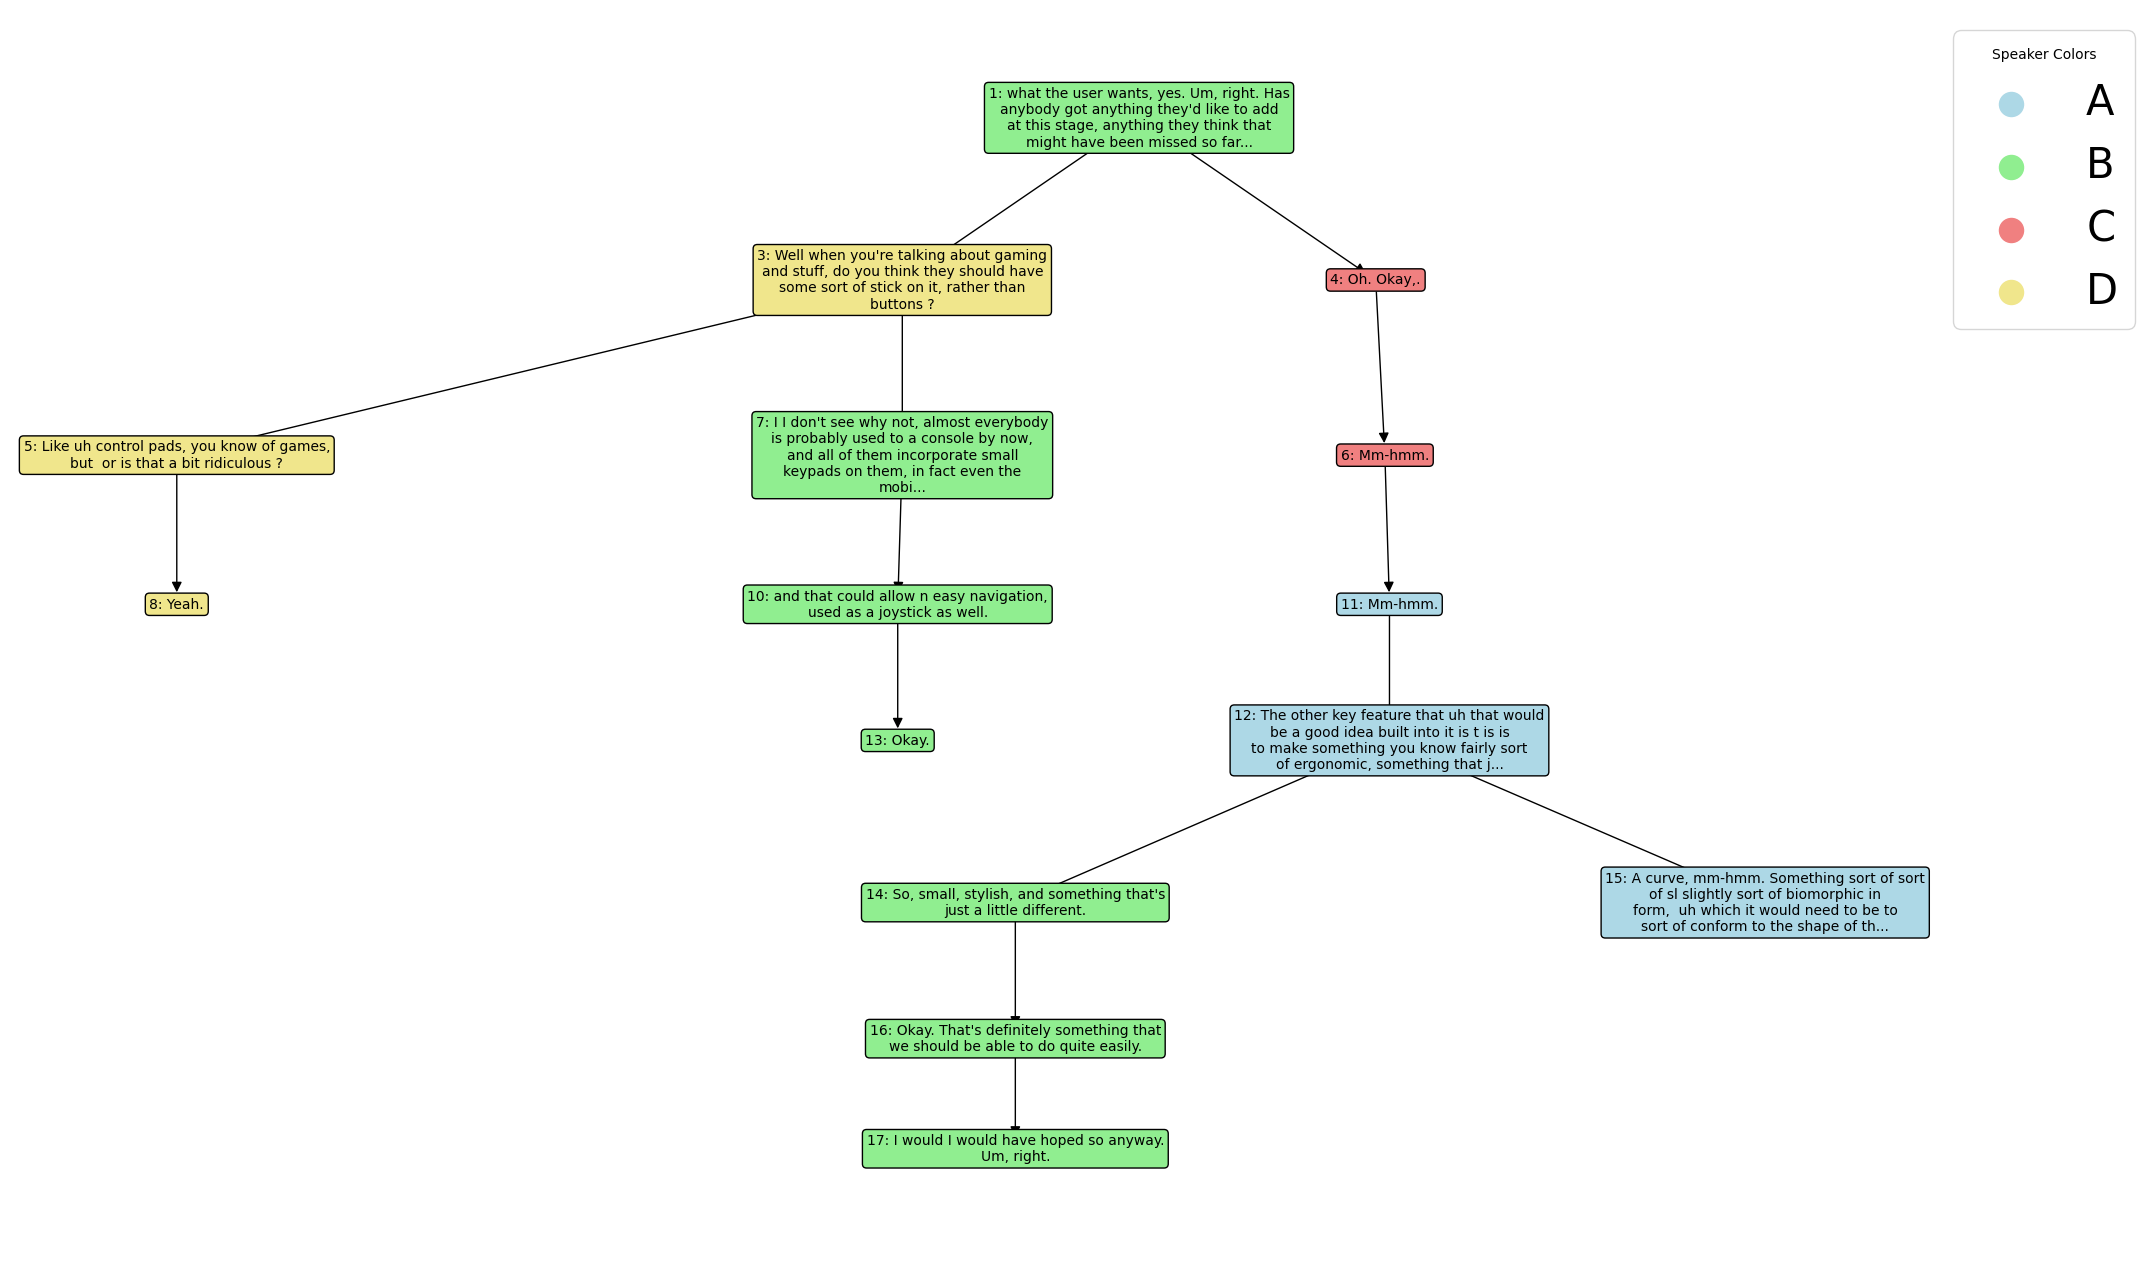 Speaker Colors
A
B
C
D
1: what the user wants, yes. Um, right. Has
anybody got anything they'd like to add
at this stage, anything they think that
might have been missed so far...
3: Well when you're talking about gaming
and stuff, do you think they should have
some sort of stick on it, rather than
buttons ?
4: Oh. Okay,.
5: Like uh control pads, you know of games,
but  or is that a bit ridiculous ?
7: I I don't see why not, almost everybody
is probably used to a console by now,
and all of them incorporate small
keypads on them, in fact even the
mobi...
6: Mm-hmm.
8: Yeah.
10: and that could allow n easy navigation,
used as a joystick as well.
11: Mm-hmm.
13: Okay.
12: The other key feature that uh that would
be a good idea built into it is t is is
to make something you know fairly sort
of ergonomic, something that j...
14: So, small, stylish, and something that's
just a little different.
15: A curve, mm-hmm. Something sort of sort
of sl slightly sort of biomorphic in
form,  uh which it would need to be to
sort of conform to the shape of th...
16: Okay. That's definitely something that
we should be able to do quite easily.
17: I would I would have hoped so anyway.
Um, right.